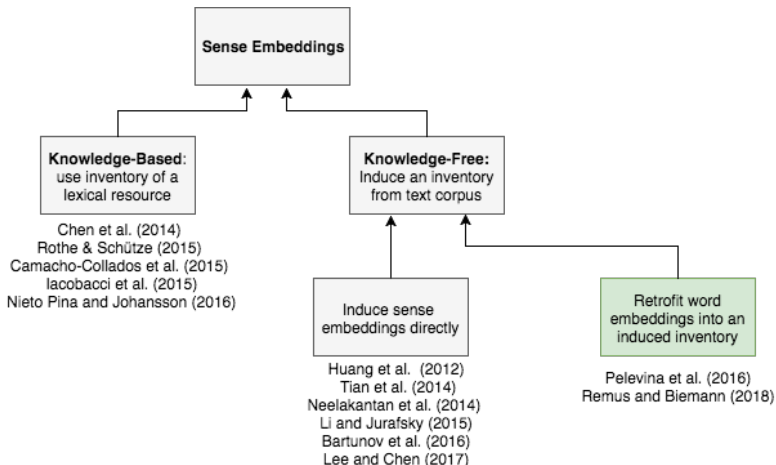 Sense Embeddings
Knowledge-Based:
use inventory of a
lexical resource
Chen et al. (2014)
Rothe & Schütze (2015)
Camacho-Collados et al. (2015)
Iacobacci et al. (2015)
Nieto Pina and Johansson (2016)
Knowledge-Free:
Induce an inventory
from text corpus
Induce sense
embeddings directly
Huang et al. (2012)
Tian et al. (2014)
Neelakantan et al. (2014)
Li and Jurafsky (2015)
Bartunov et al. (2016)
Lee and Chen (2017)
Retrofit word
embeddings into an
induced inventory
Pelevina et al. (2016)
Remus and Biemann (2018)